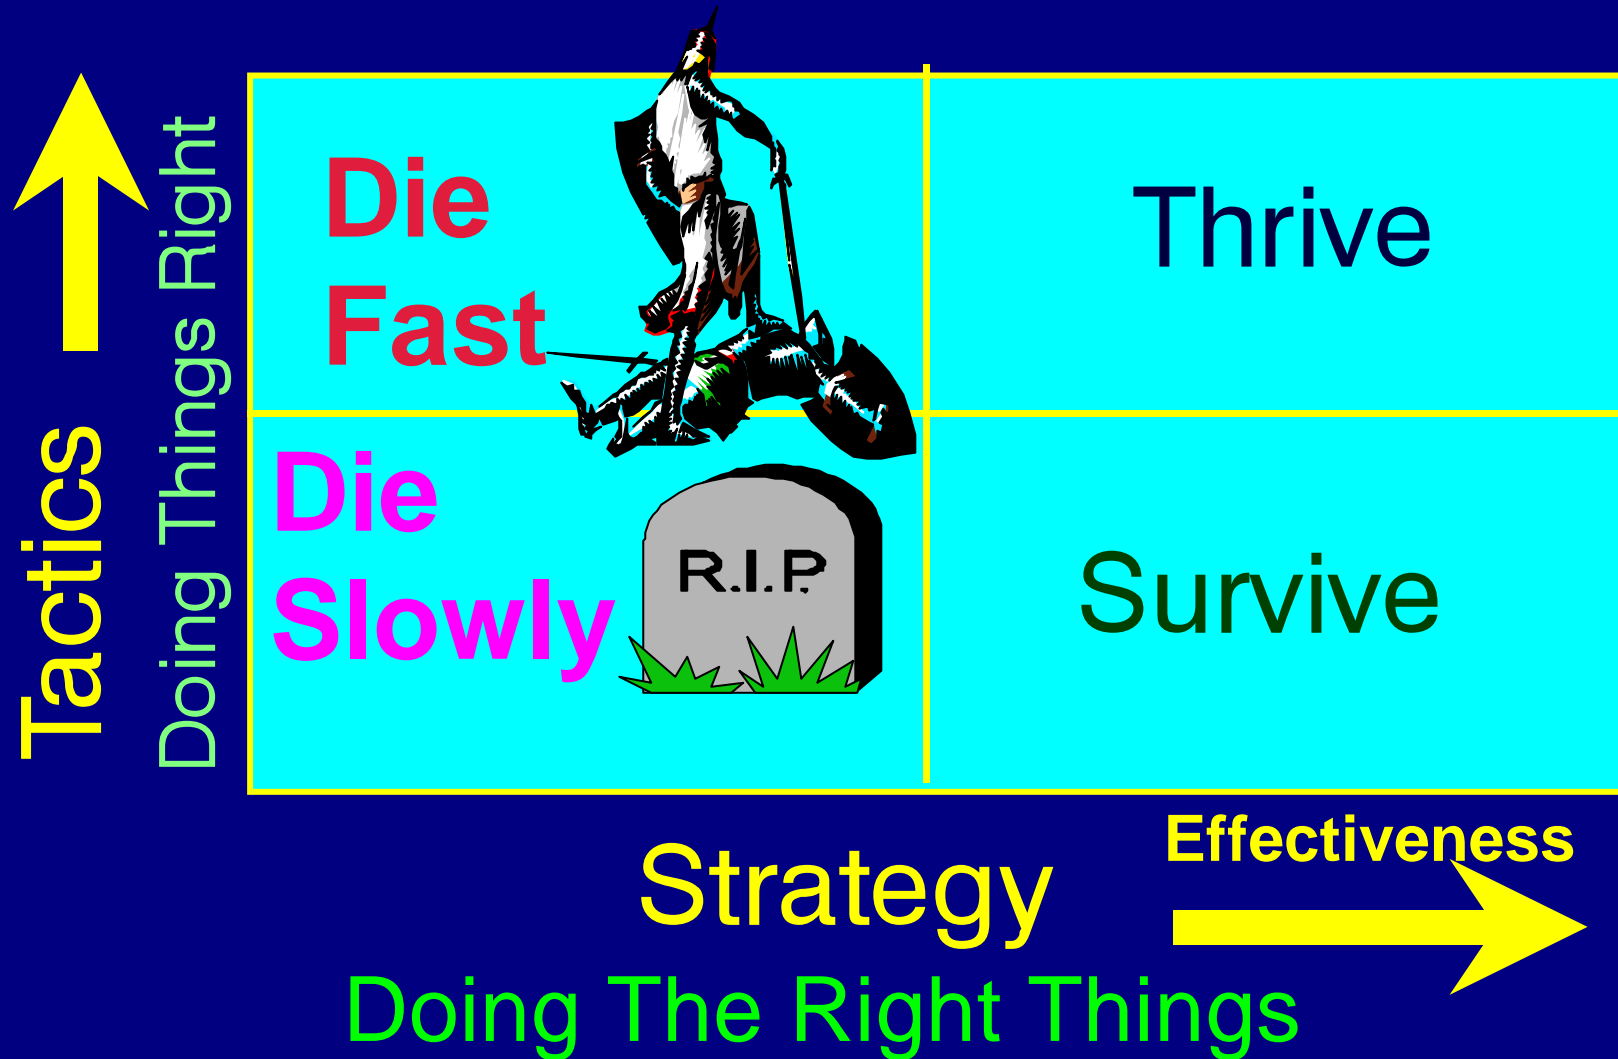 Tactics
Doing Things Right
Die
Fast
Thrive
Die
Slowly
R.I.P.
Survive
Effectiveness
Strategy
Doing The Right Things